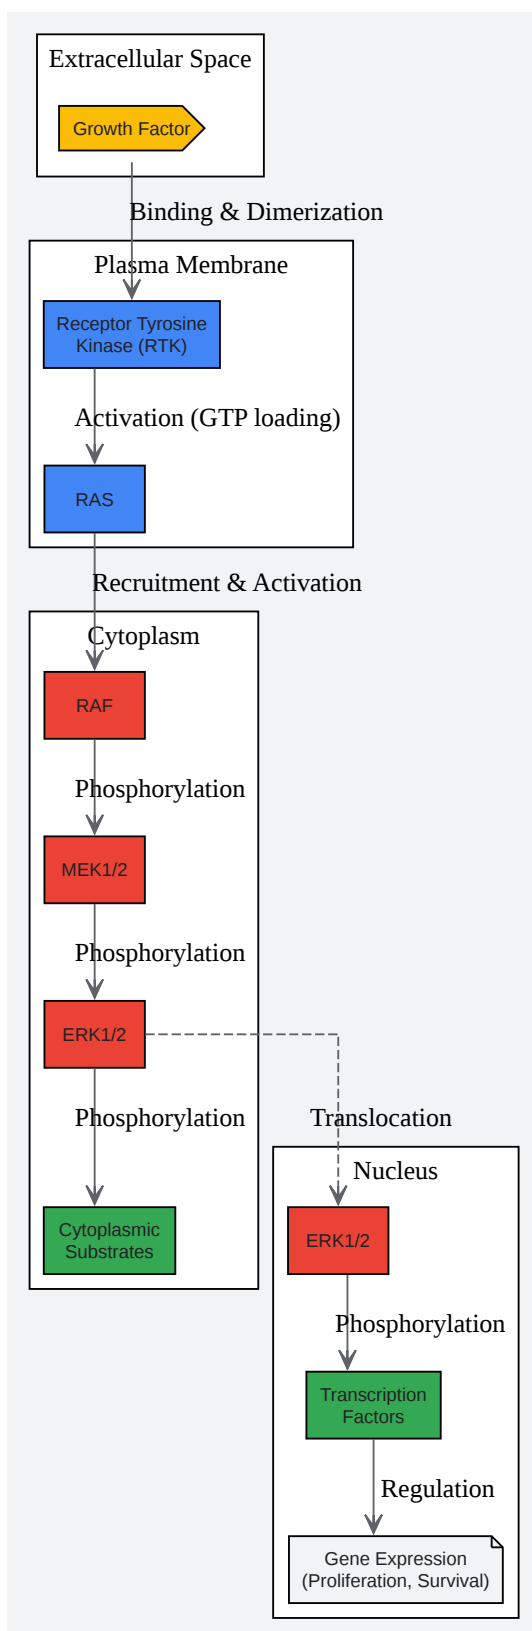 Extracellular Space
Growth Factor
Binding & Dimerization
Plasma Membrane
Receptor Tyrosine
Kinase (RTK)
Activation (GTP loading)
RAS
Recruitment & Activation
Cytoplasm
RAF
Phosphorylation
MEK1/2
Phosphorylation
ERK1/2
Phosphorylation
Translocation
Nucleus
Cytoplasmic
Substrates
ERK1/2
Phosphorylation
Transcription
Factors
Regulation
Gene Expression
(Proliferation, Survival)